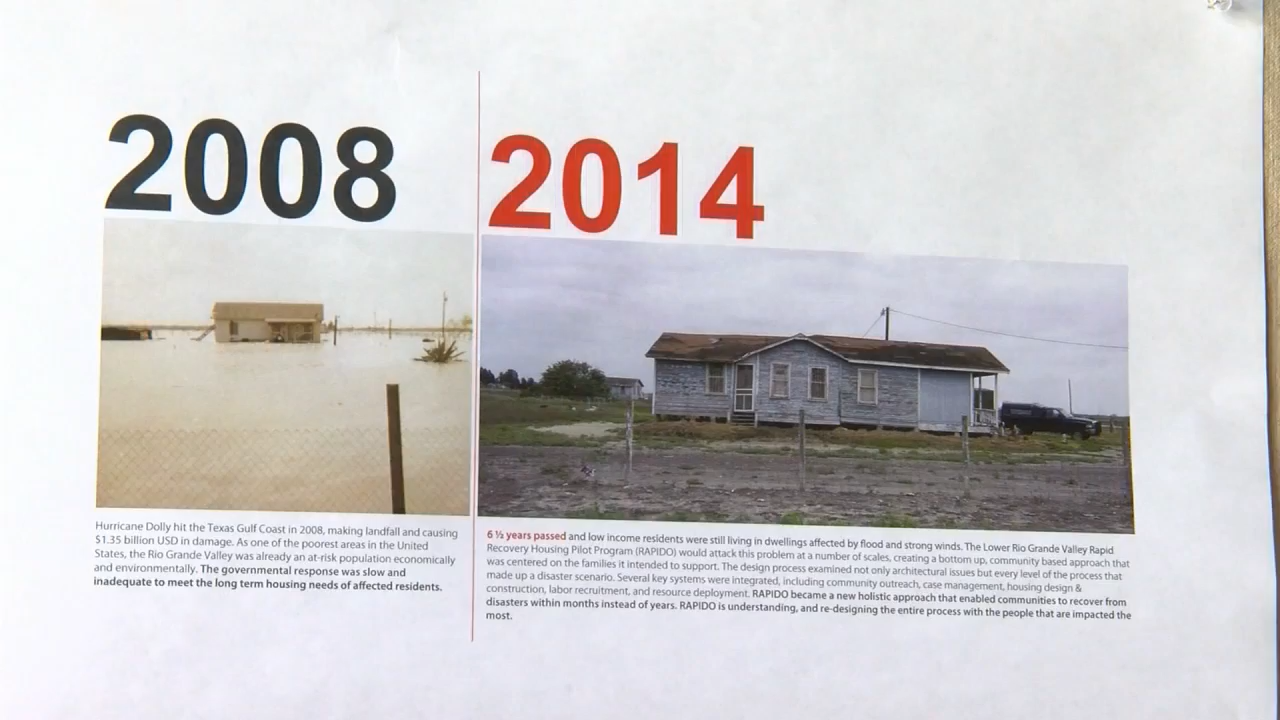 2008
Hurricane Dolly hit the Texas Gulf Coast in 2008, making landfall and causing
$1.35 billion USD in damage. As one of the poorest areas in the United
States, the Rio Grande Valley was already an at-risk population economically
and environmentally. The governmental response was slow and
inadequate to meet the long term housing needs of affected residents.
2014
6 ½ years passed and low income residents were still living in dwellings affected by flood and strong winds. The Lower Rio Grande Valley Rapid
Recovery Housing Pilot Program (RAPIDO) would attack this problem at a number of scales, creating a bottom up, community based approach that
was centered on the families it intended to support. The design process examined not only architectural issues but every level of the process that
made up a disaster scenario. Several key systems were integrated, including community outreach, case management, housing design &
construction, labor recruitment, and resource deployment. RAPIDO became a new holistic approach that enabled communities to recover from
disasters within months instead of years. RAPIDO is understanding, and re-designing the entire process with the people that are impacted the
most.